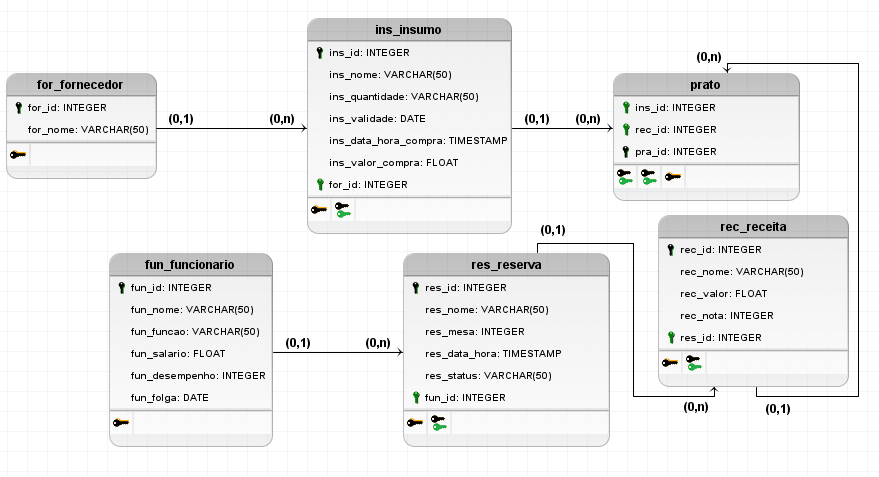 for_fornecedor
for_id: INTEGER
for_nome: VARCHAR(50)
(0,1)
(0,n)
ins_insumo
ins_id: INTEGER
ins_nome: VARCHAR(50)
ins_quantidade: VARCHAR(50)
ins_validade: DATE
ins_data_hora_compra: TIMESTAMP
ins_valor_compra: FLOAT
for_id: INTEGER
(0,1)
(0,n)
(0,n)
prato
ins_id: INTEGER
rec_id: INTEGER
pra_id: INTEGER
fun_funcionario
fun_id: INTEGER
fun_nome: VARCHAR(50)
fun_funcao: VARCHAR(50)
fun_salario: FLOAT
fun_desempenho: INTEGER
fun_folga: DATE
(0,1)
(0,n)
res_reserva
res_id: INTEGER
res_nome: VARCHAR(50)
res_mesa: INTEGER
res_data_hora: TIMESTAMP
res_status: VARCHAR(50)
fun_id: INTEGER
(0,1)
rec_receita
rec_id: INTEGER
rec_nome: VARCHAR(50)
rec_valor: FLOAT
rec_nota: INTEGER
res_id: INTEGER
(0,n)
(0,1)